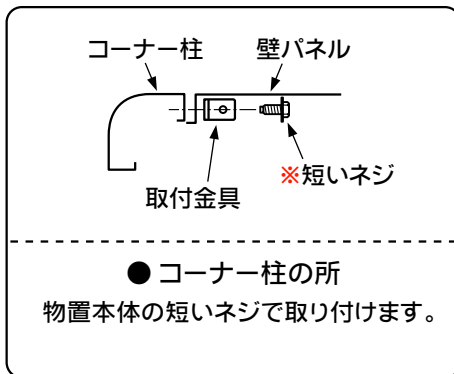 コーナー柱 壁パネル
※短いネジ
取付金具
● コーナー柱の所
物置本体の短いネジで取り付けます。